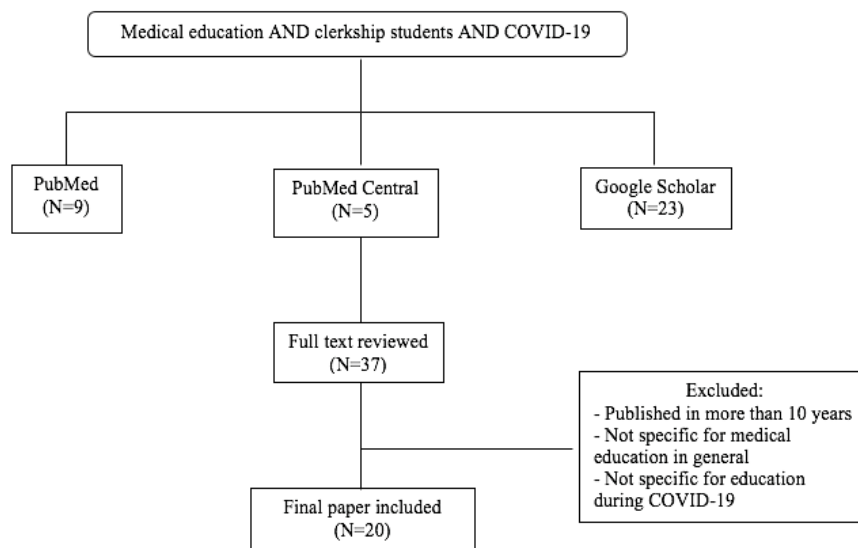 Medical education AND clerkship students AND COVID-19
PubMed
(N=9)
PubMed Central
(N=5)
Google Scholar
(N=23)
Full text reviewed
(N=37)
Excluded:
- Published in more than 10 years
- Not specific for medical
education in general
- Not specific for education
during COVID-19
Final paper included
(N=20)